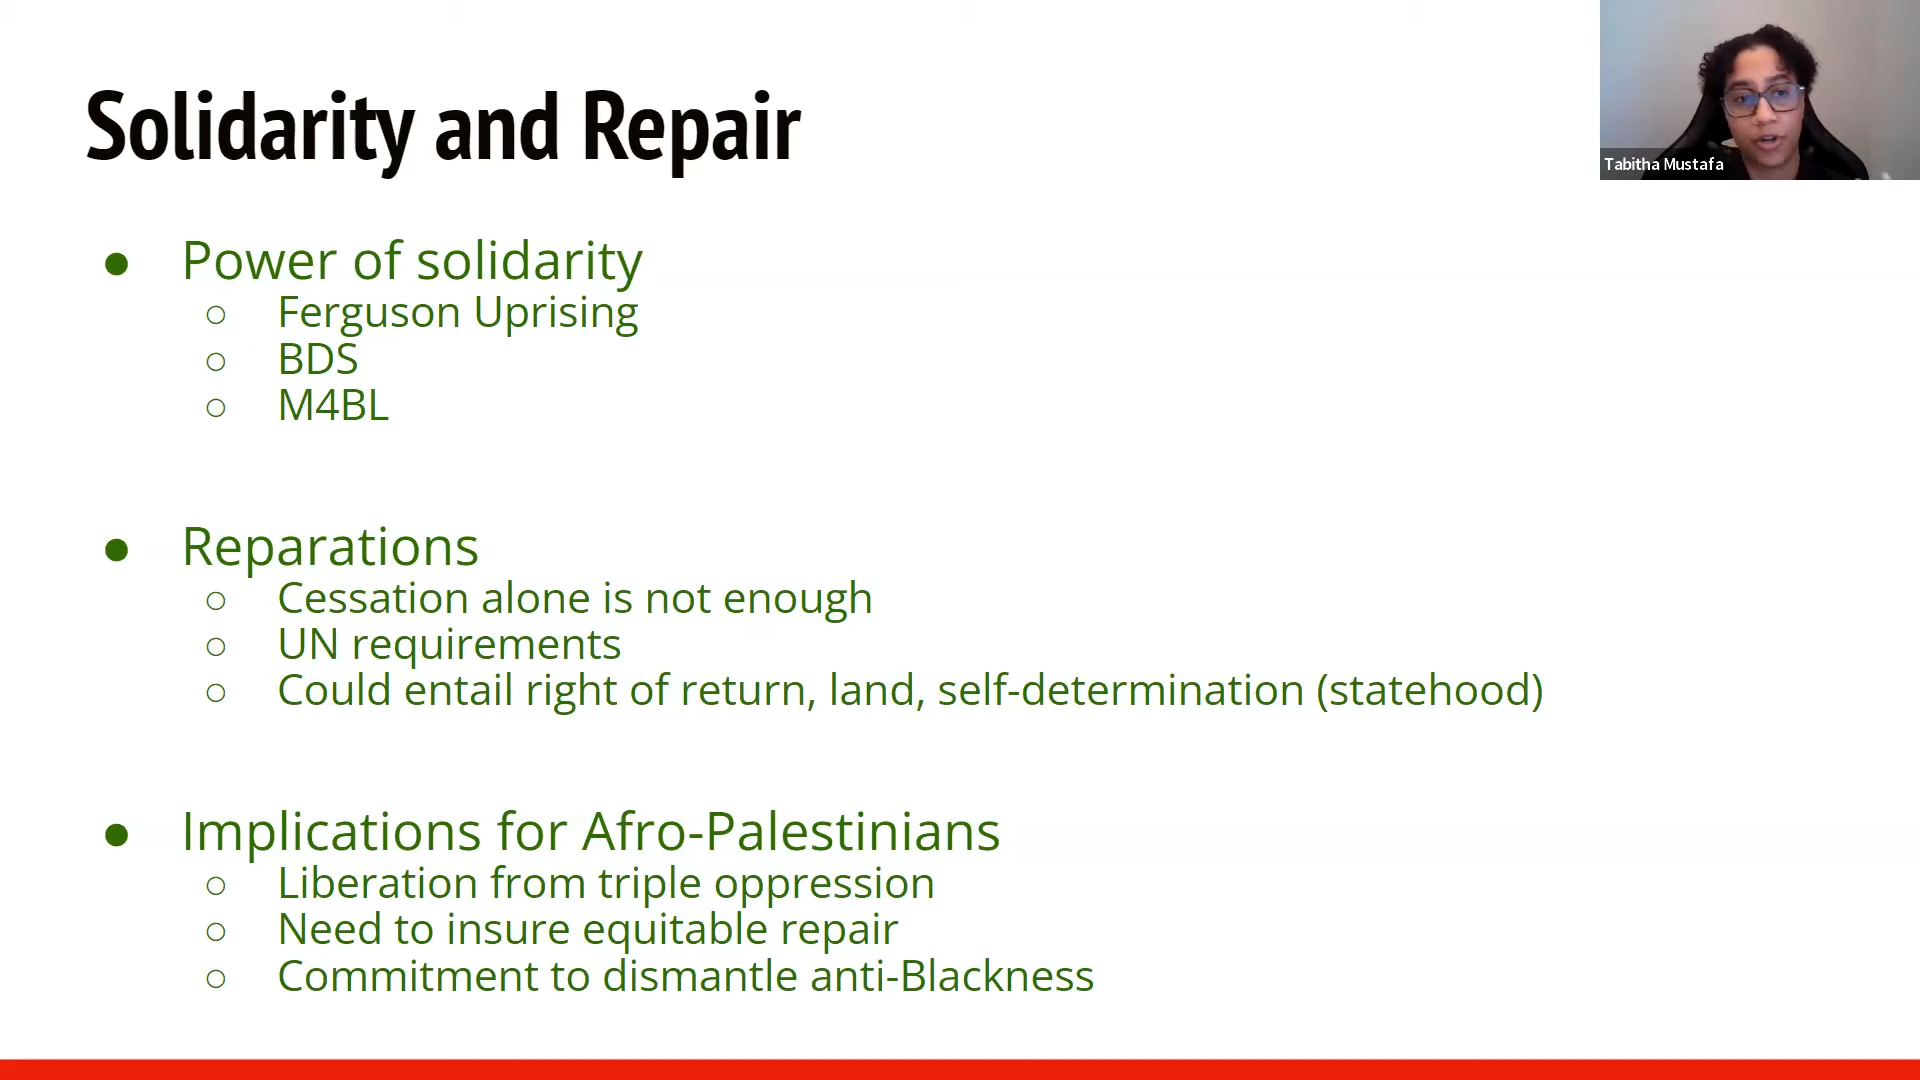 Solidarity and Repair
Tabitha Mustafa
● Power of solidarity
○ Ferguson Uprising
○ BDS
○ M4BL
● Reparations
○ Cessation alone is not enough
○ UN requirements
○ Could entail right of return, land, self-determination (statehood)
● Implications for Afro-Palestinians
○ Liberation from triple oppression
○ Need to insure equitable repair
○ Commitment to dismantle anti-Blackness